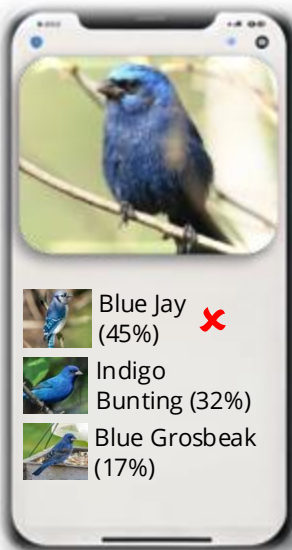 Blue Jay
(45%)
Indigo
Bunting (32%)
Blue Grosbeak
(17%)